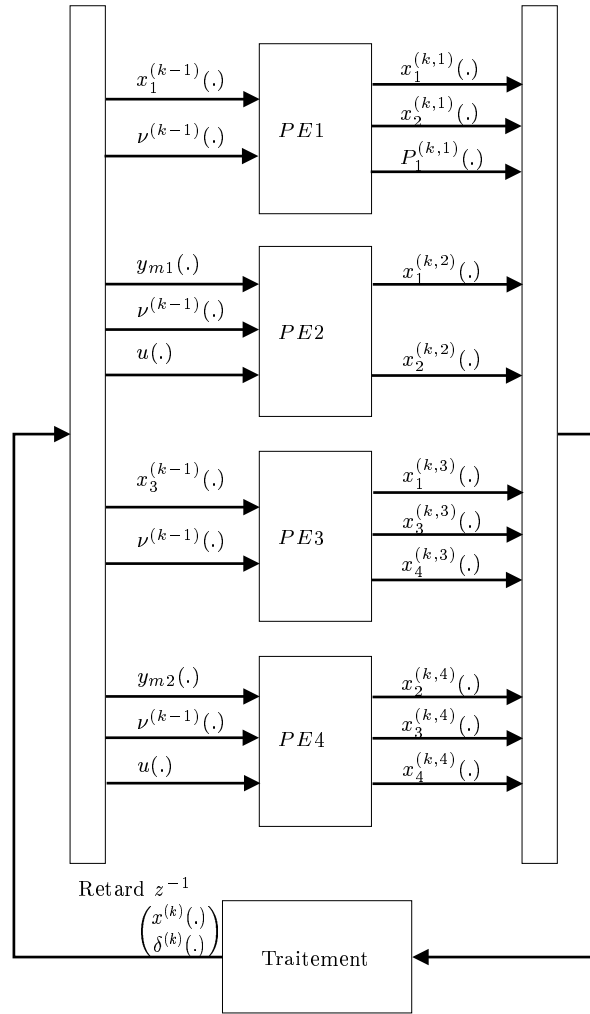 x_1^{(k-1)}(.)
ν^{(k-1)}(.)
PE1
x_1^{(k,1)}(.)
x_2^{(k,1)}(.)
P_1^{(k,1)}(.)
y_{m1}(.)
ν^{(k-1)}(.)
u(.)
PE2
x_1^{(k,2)}(.)
x_2^{(k,2)}(.)
x_3^{(k-1)}(.)
ν^{(k-1)}(.)
PE3
x_1^{(k,3)}(.)
x_3^{(k,3)}(.)
x_4^{(k,3)}(.)
y_{m2}(.)
ν^{(k-1)}(.)
u(.)
PE4
x_2^{(k,4)}(.)
x_3^{(k,4)}(.)
x_4^{(k,4)}(.)
Retard z^{-1}
(x^{(k)}(.)
δ^{(k)}(.))
Traitement